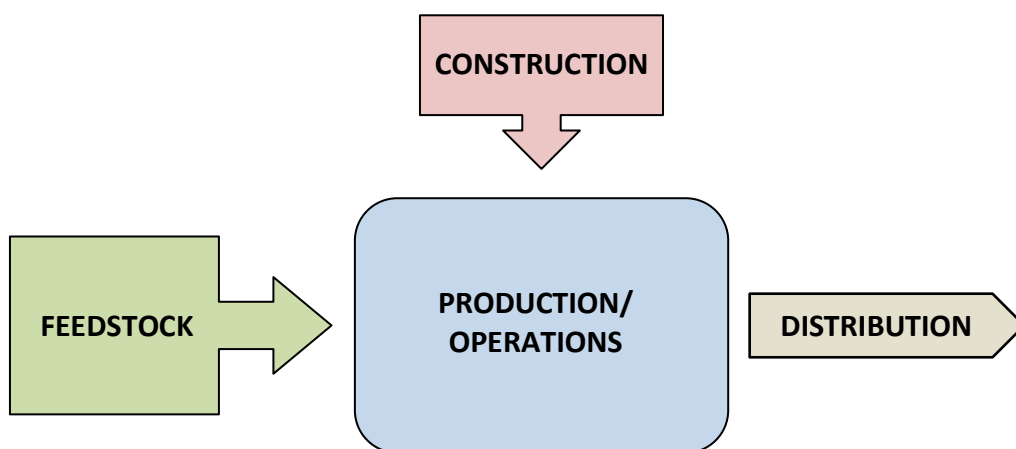 CONSTRUCTION
FEEDSTOCK
PRODUCTION/
OPERATIONS
DISTRIBUTION